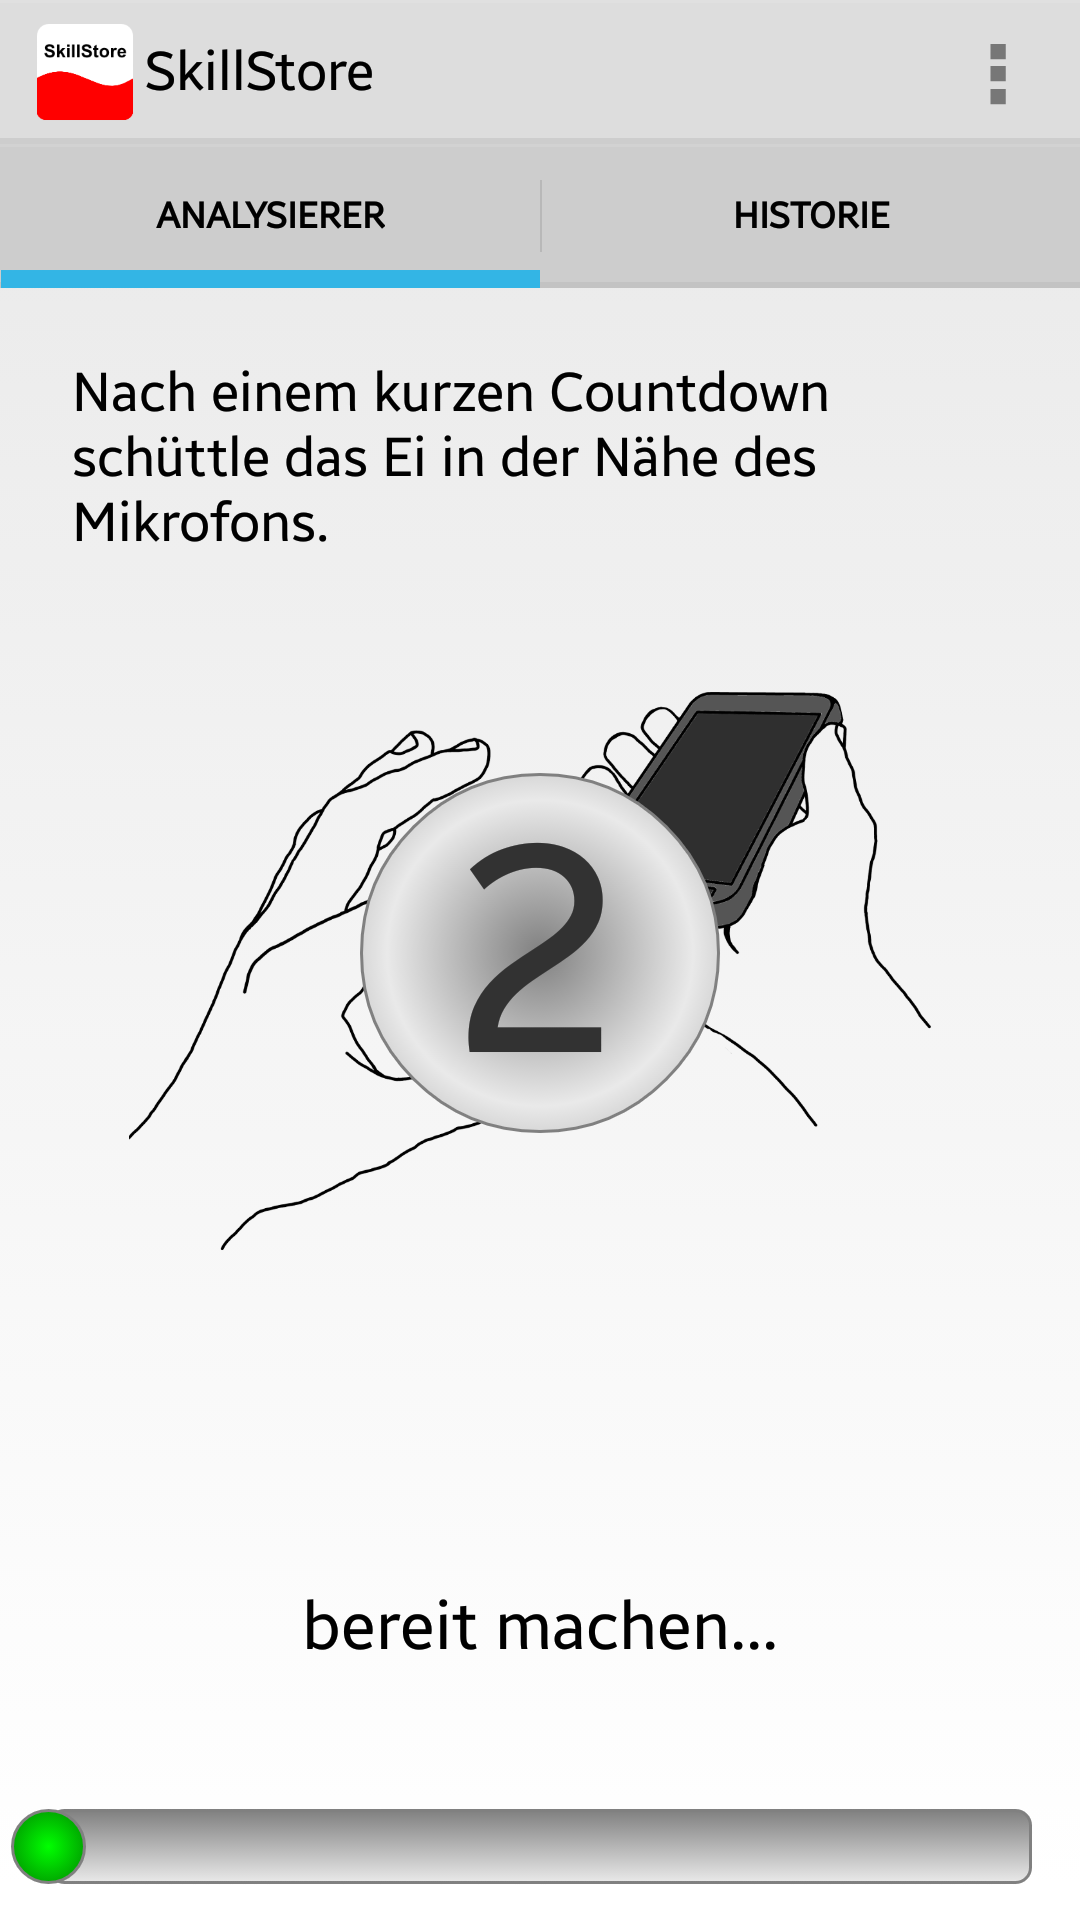 SkillStore
SkillStore
ANALYSIERER
HISTORIE
Nach einem kurzen Countdown
schüttle das Ei in der Nähe des
Mikrofons.
2
bereit machen...